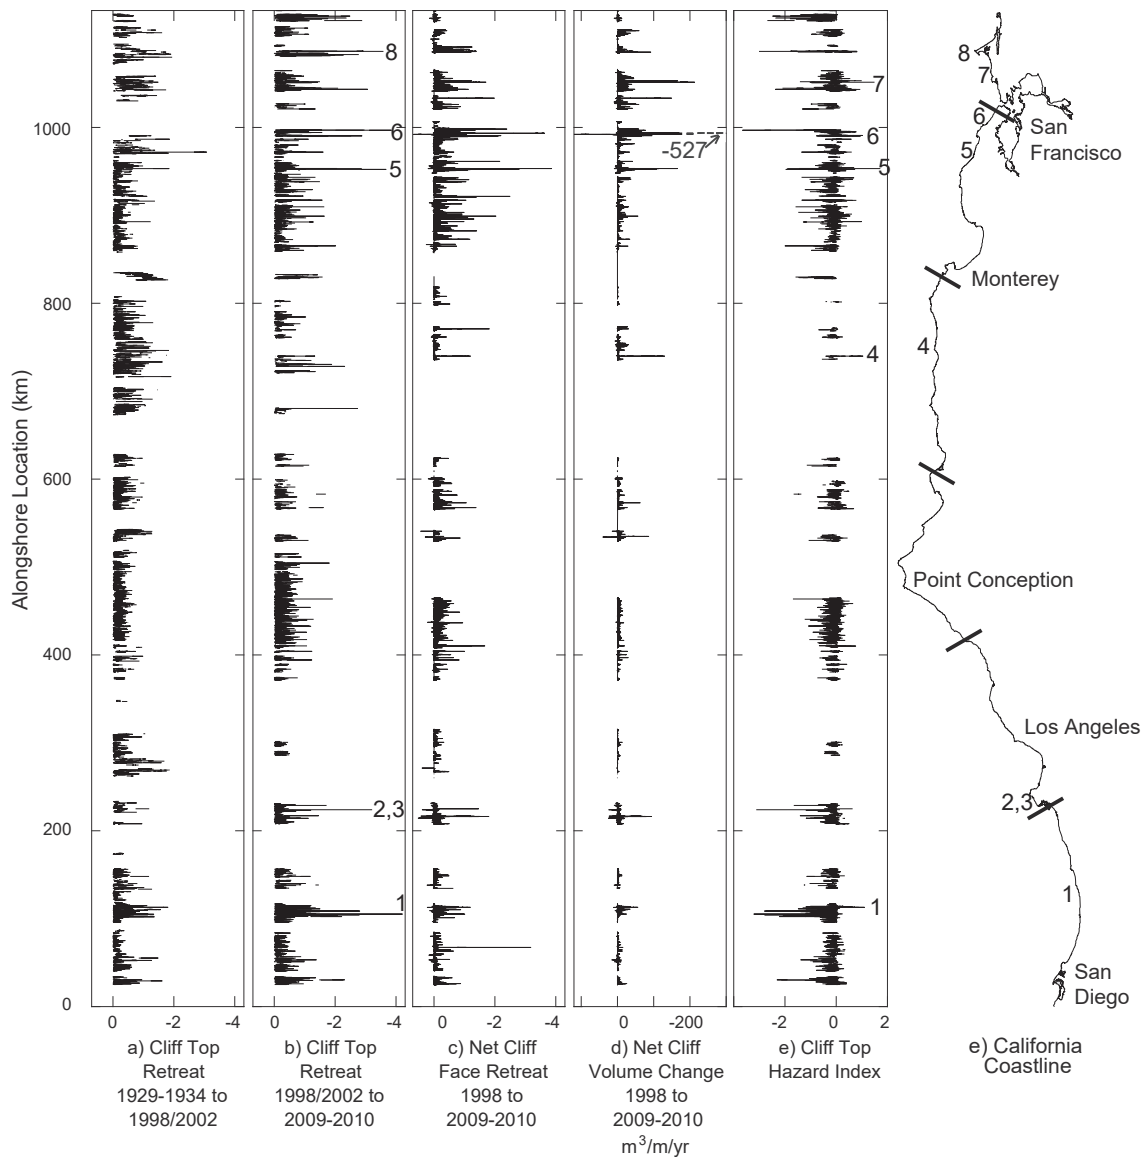 Alongshore Location (km)
1000
800
600
400
200
0
0 -2 -4
a) Cliff Top
Retreat
1929-1934 to
1998/2002
8
6
5
2,3
1
0 -2 -4
b) Cliff Top
Retreat
1998/2002 to
2009-2010
0 -2 -4
c) Net Cliff
Face Retreat
1998 to
2009-2010
-527
0 -200
d) Net Cliff
Volume Change
1998 to
2009-2010
m³/m/yr
7
6
5
4
1
-2 0 2
e) Cliff Top
Hazard Index
8
7
6
San
Francisco
5
Monterey
4
Point Conception
Los Angeles
2,3
1
San
Diego
e) California
Coastline